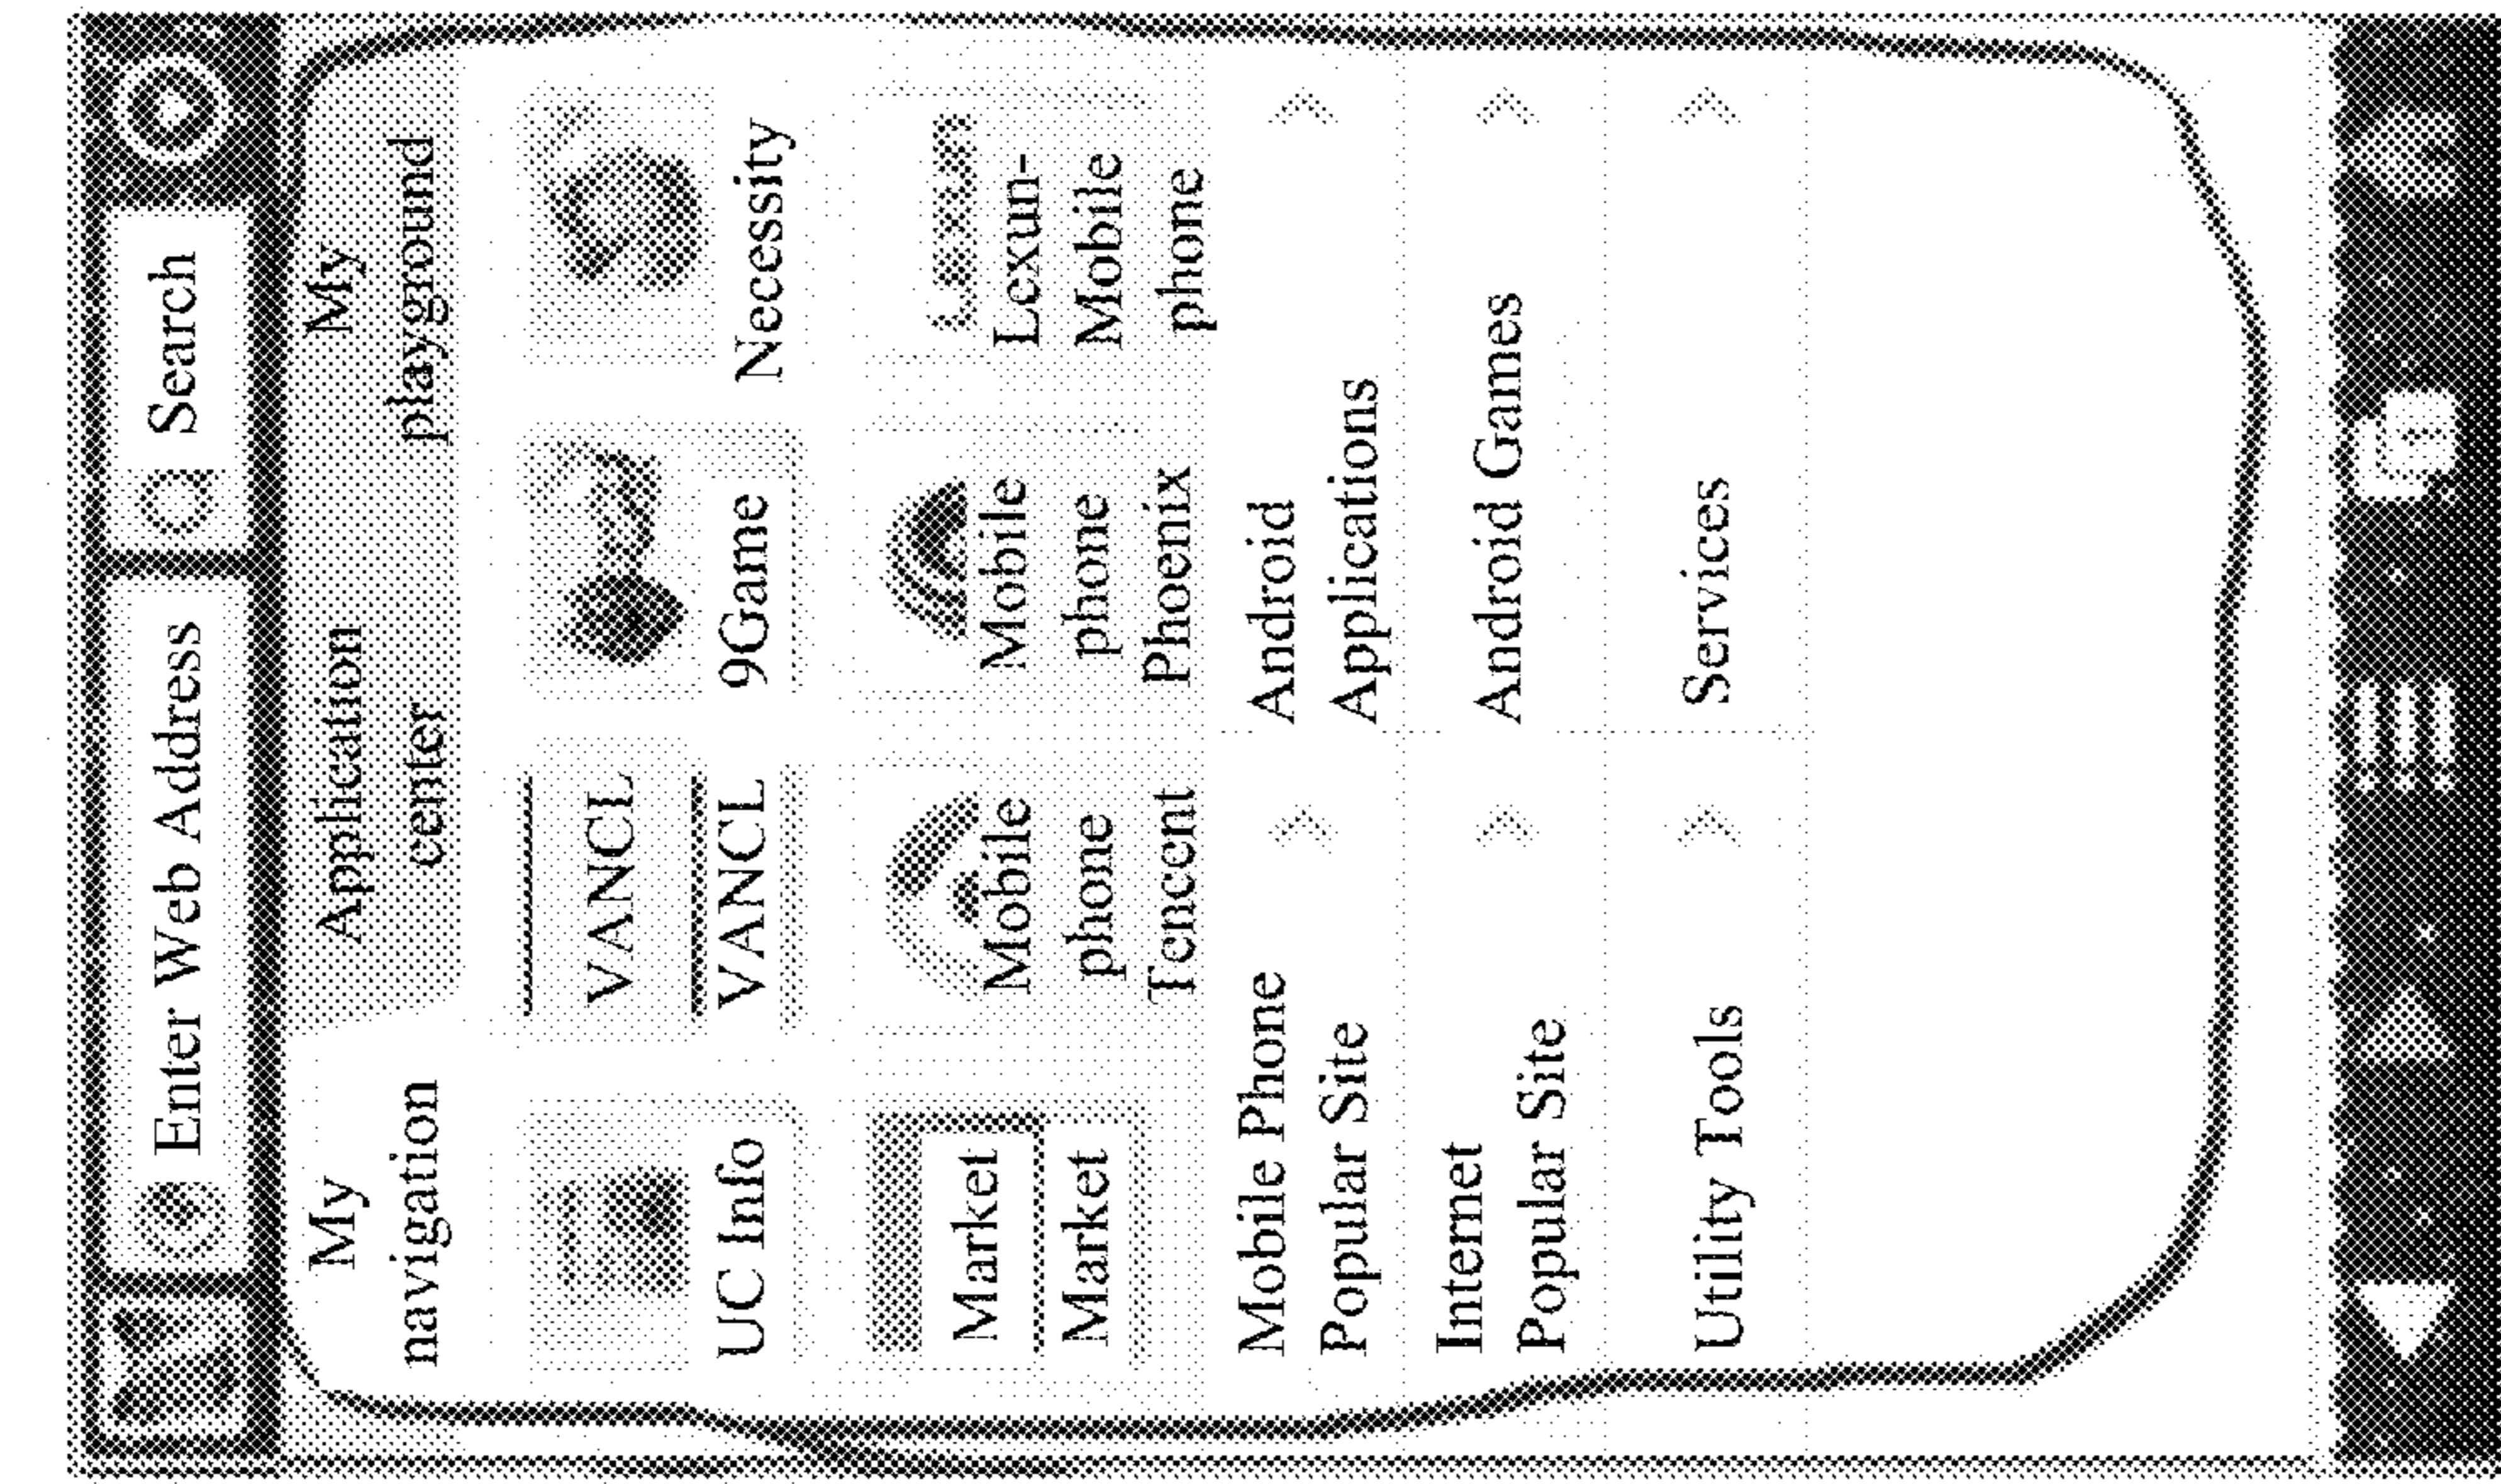 Enter Web Address
Search
My
navigation
Application
center
My
playground
VANCL
UC Info
VANCL
9Game
Necessity
Lexun
Market
Market
Mobile
phone
Tencent
Mobile
phone
Phoenix
Lexun-
Mobile
phone
Mobile Phone
Popular Site
Android
Applications
Internet
Popular Site
Android Games
Utility Tools
Services
1